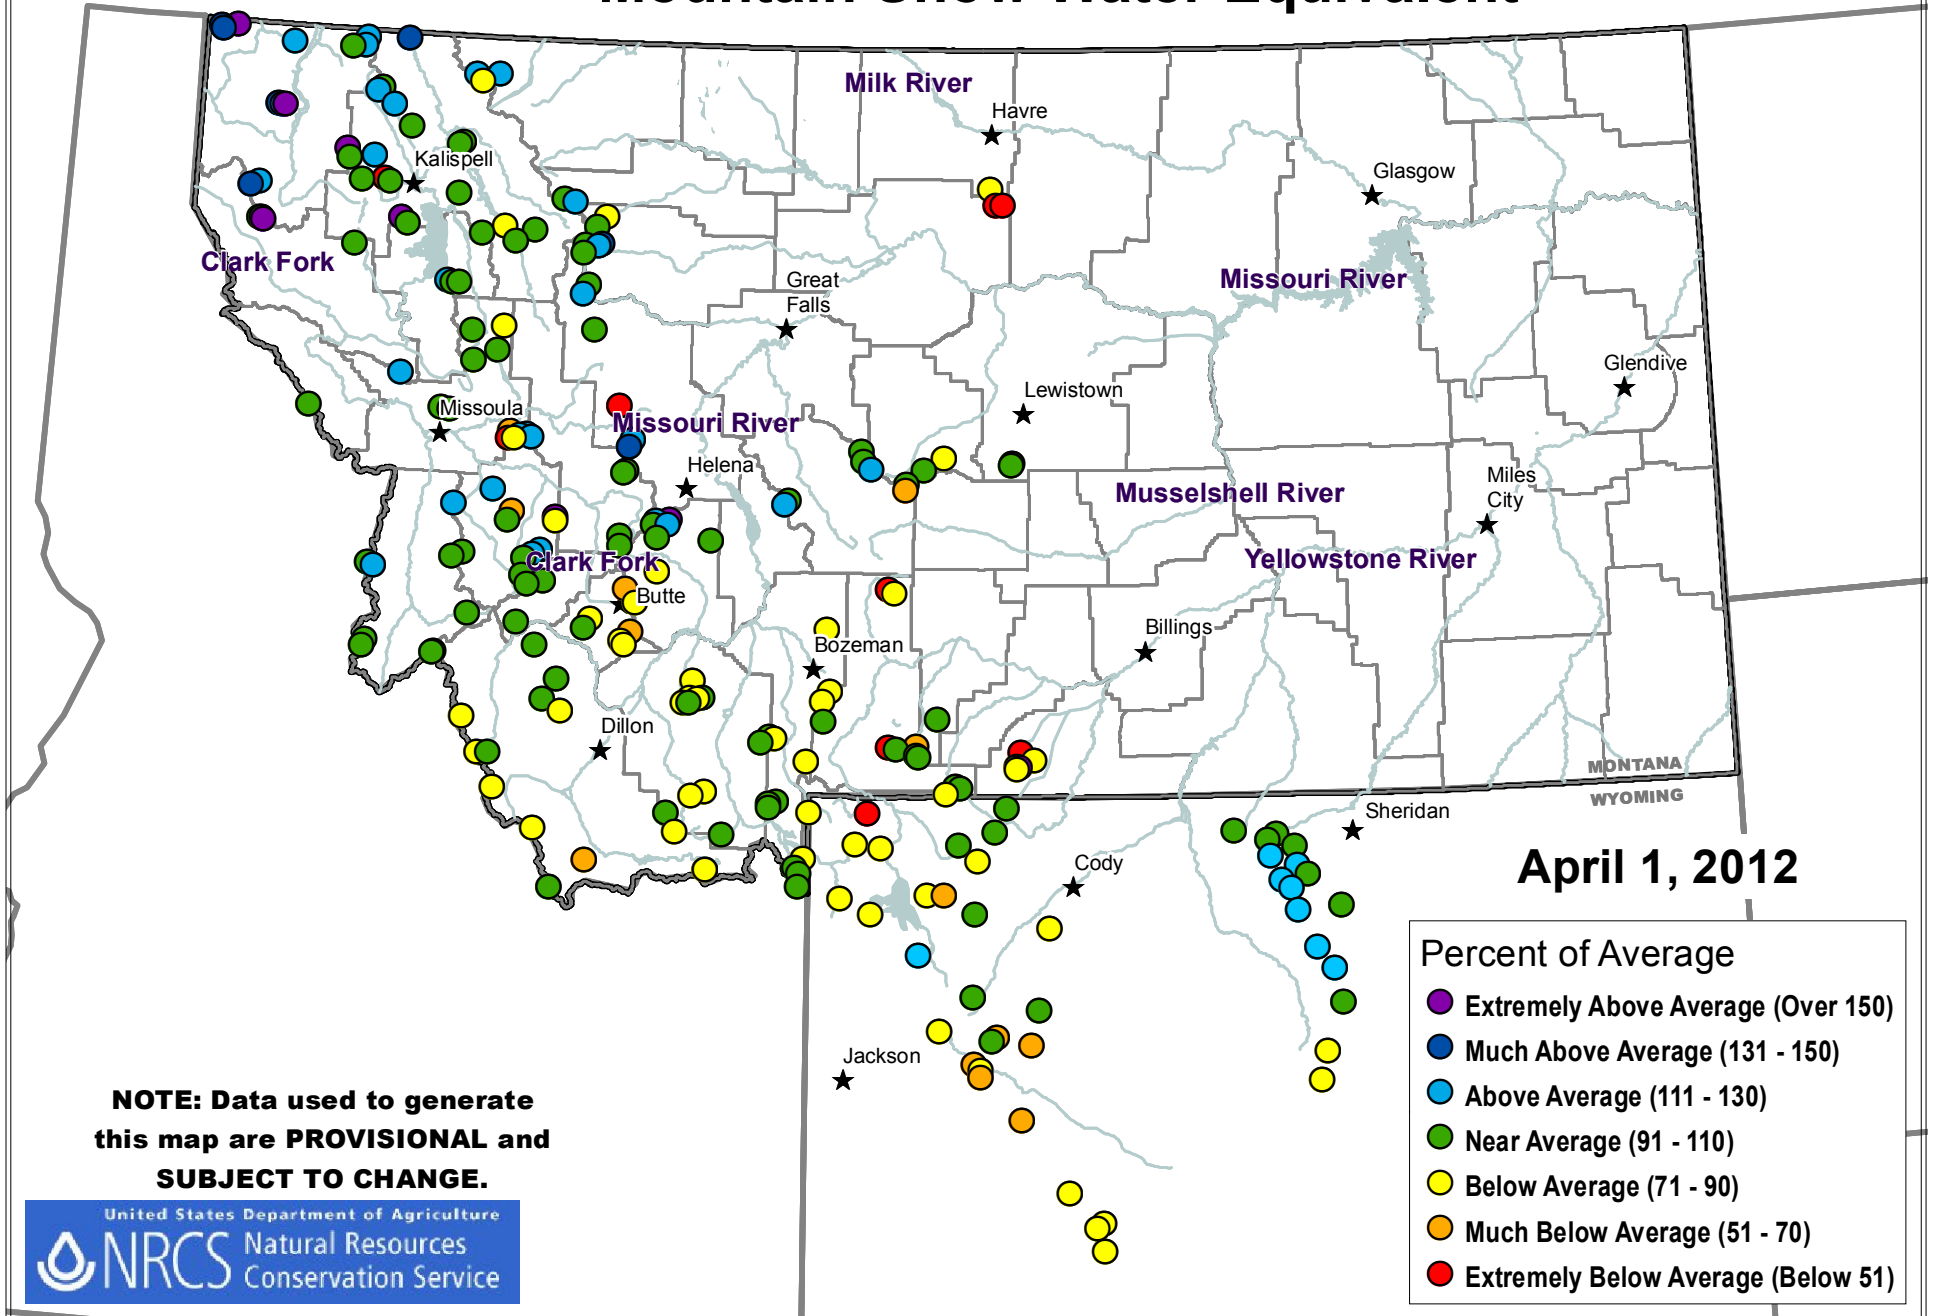 Mountain Snow Water Equivalent
Milk River
Havre
Kalispell
Glasgow
Clark Fork
Missouri River
Great
Falls
Glendive
Lewistown
Missoula
Missouri River
Helena
Miles
City
Musselshell River
Yellowstone River
Clark Fork
Butte
Billings
Bozeman
Dillon
MONTANA
WYOMING
Sheridan
Cody
April 1, 2012
Jackson
Percent of Average
Extremely Above Average (Over 150)
Much Above Average (131 - 150)
Above Average (111 - 130)
Near Average (91 - 110)
Below Average (71 - 90)
Much Below Average (51 - 70)
Extremely Below Average (Below 51)
NOTE: Data used to generate
this map are PROVISIONAL and
SUBJECT TO CHANGE.
United States Department of Agriculture
NRCS
Natural Resources
Conservation Service